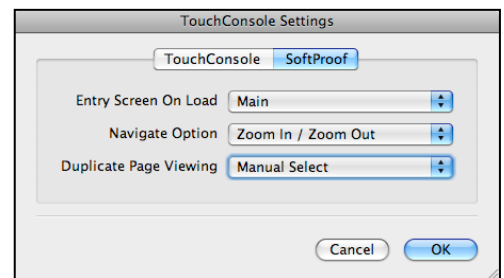 TouchConsole Settings
TouchConsole SoftProof
Entry Screen On Load Main
Navigate Option Zoom In / Zoom Out
Duplicate Page Viewing Manual Select
Cancel OK